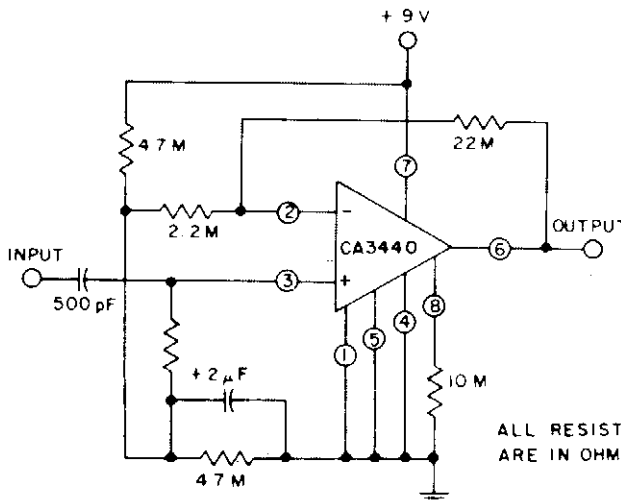 + 9 V
4.7 M
22 M
7
2.2 M
2
-
CA3440
6
OUTPUT
INPUT
3
+
500 pF
8
4
5
1
+ 2 μF
10 M
4.7 M
ALL RESIST
ARE IN OHM